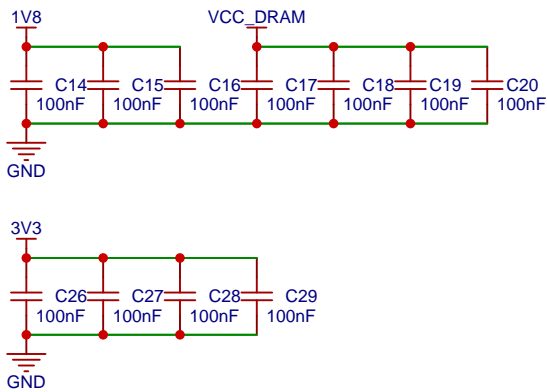 1V8 VCC_DRAM
C14 C15 C16 C17 C18 C19 C20
100nF 100nF 100nF 100nF 100nF 100nF 100nF
GND
3V3
C26 C27 C28 C29
100nF 100nF 100nF 100nF
GND